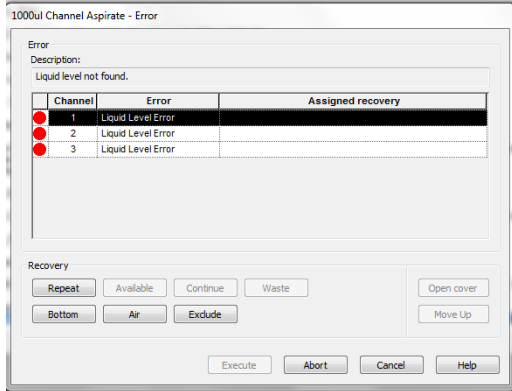 1000ul Channel Aspirate - Error
Error
Description:
Liquid level not found.
Channel Error Assigned recovery
1 Liquid Level Error
2 Liquid Level Error
3 Liquid Level Error
Recovery
Repeat Available Continue Waste Open cover
Bottom Air Exclude Move Up
Execute Abort Cancel Help